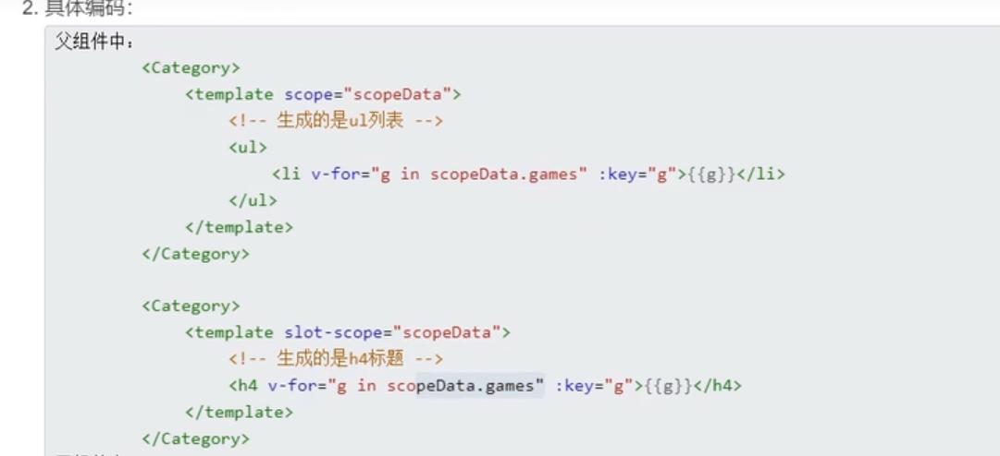 2. 具体编码：
父组件中：
<Category>
<template scope="scopeData">
<!-- 生成的是ul列表 -->
<ul>
<li v-for="g in scopeData.games" :key="g">{{g}}</li>
</ul>
</template>
</Category>
<Category>
<template slot-scope="scopeData">
<!-- 生成的是h4标题 -->
<h4 v-for="g in scopeData.games" :key="g">{{g}}</h4>
</template>
</Category>